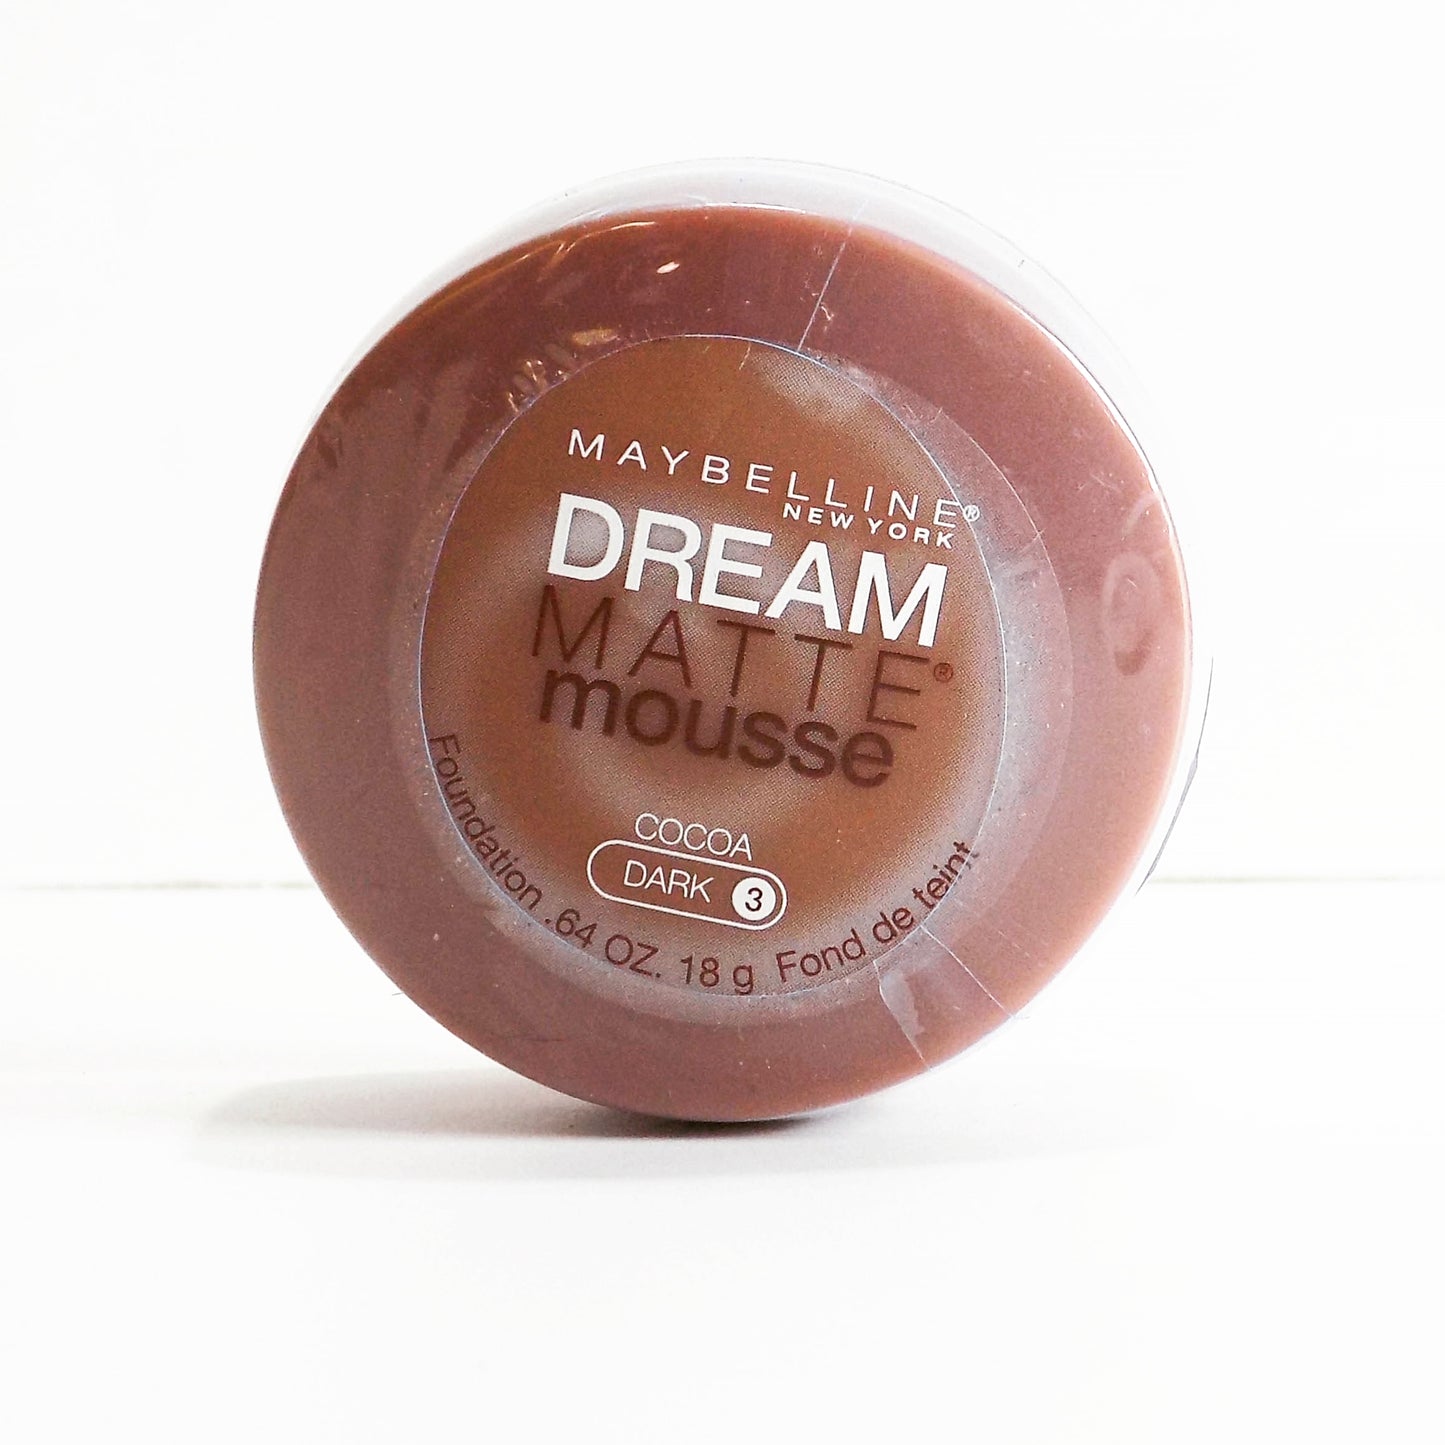 MAYBELLINE®
NEW YORK
DREAM
MATTE®
mousse
COCOA
DARK 3
Foundation .64 OZ. 18 g Fond de teint